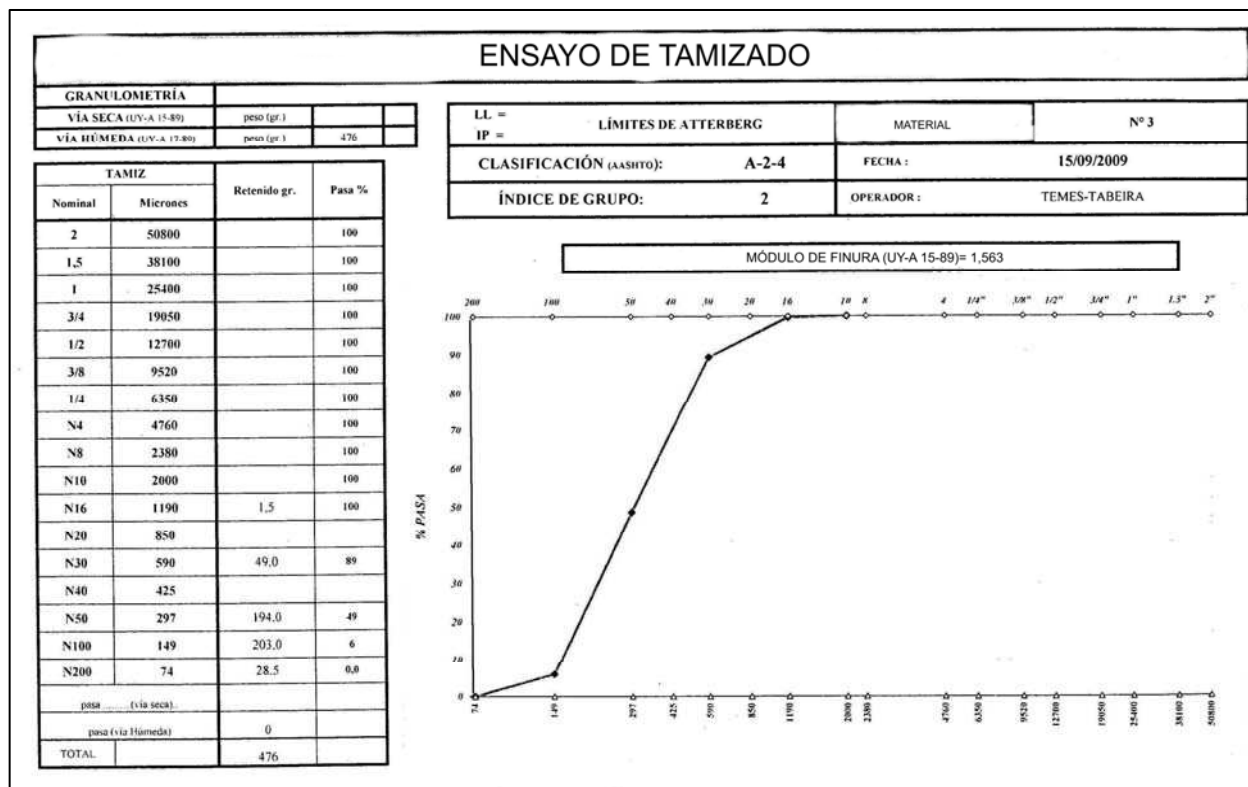 ENSAYO DE TAMIZADO
GRANULOMETRÍA
VÍA SECA (UY-A 15-89) peso (gr.)
VÍA HÚMEDA (UY-A 17-89) peso (gr.) 476
LL =
IP =
LÍMITES DE ATTERBERG
MATERIAL Nº 3
CLASIFICACIÓN (AASHTO): A-2-4 FECHA : 15/09/2009
ÍNDICE DE GRUPO: 2 OPERADOR : TEMES-TABEIRA
TAMIZ Retenido gr. Pasa %
Nominal Micrones
2 50800 100
1,5 38100 100
1 25400 100
3/4 19050 100
1/2 12700 100
3/8 9520 100
1/4 6350 100
N4 4760 100
N8 2380 100
N10 2000 100
N16 1190 1,5 100
N20 850
N30 590 49.0 89
N40 425
N50 297 194.0 49
N100 149 203.0 6
N200 74 28.5 0,0
pasa ........ (vía seca).
pasa (vía Húmeda) 0
TOTAL 476
MÓDULO DE FINURA (UY-A 15-89)= 1,563
200 100 50 40 30 20 16 10 8 4 1/4" 3/8" 1/2" 3/4" 1" 1.5" 2"
100
90
80
70
60
50
40
30
20
10
0
% PASA
74 149 297 425 590 850 1190 2000 2380 4760 6350 9520 12700 19050 25400 38100 50800